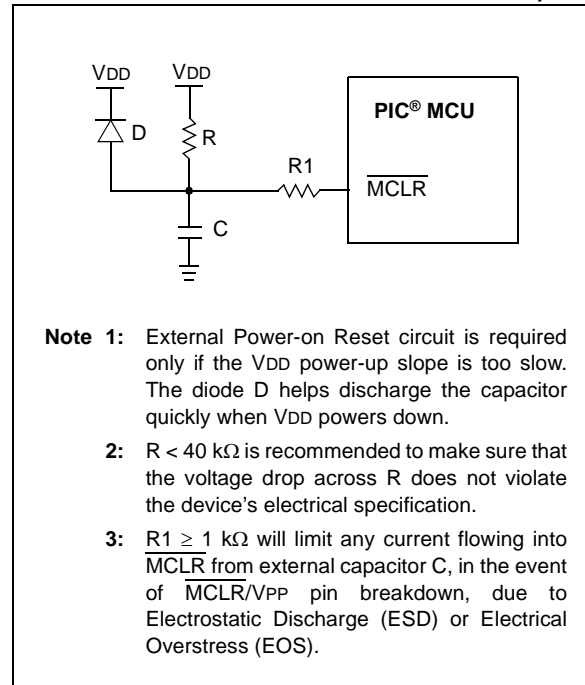 VDD VDD
D
R
PIC® MCU
R1
MCLR
C
Note 1: External Power-on Reset circuit is required
only if the VDD power-up slope is too slow.
The diode D helps discharge the capacitor
quickly when VDD powers down.
2: R < 40 kΩ is recommended to make sure that
the voltage drop across R does not violate
the device's electrical specification.
3: R1 ≥ 1 kΩ will limit any current flowing into
MCLR from external capacitor C, in the event
of MCLR/VPP pin breakdown, due to
Electrostatic Discharge (ESD) or Electrical
Overstress (EOS).